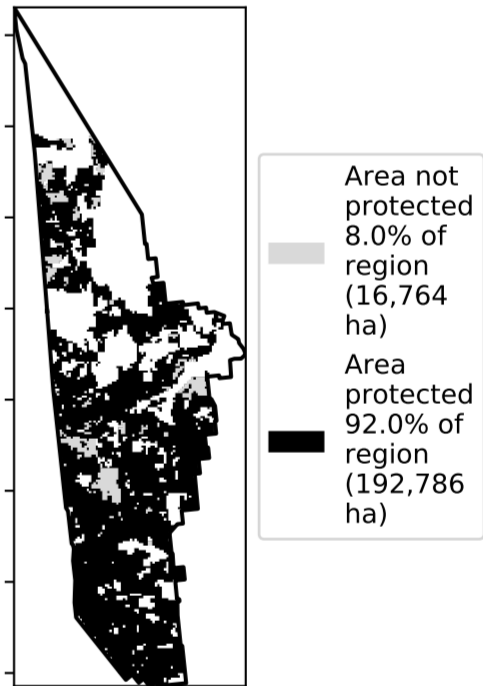 Area not
protected
8.0% of
region
(16,764
ha)
Area
protected
92.0% of
region
(192,786
ha)